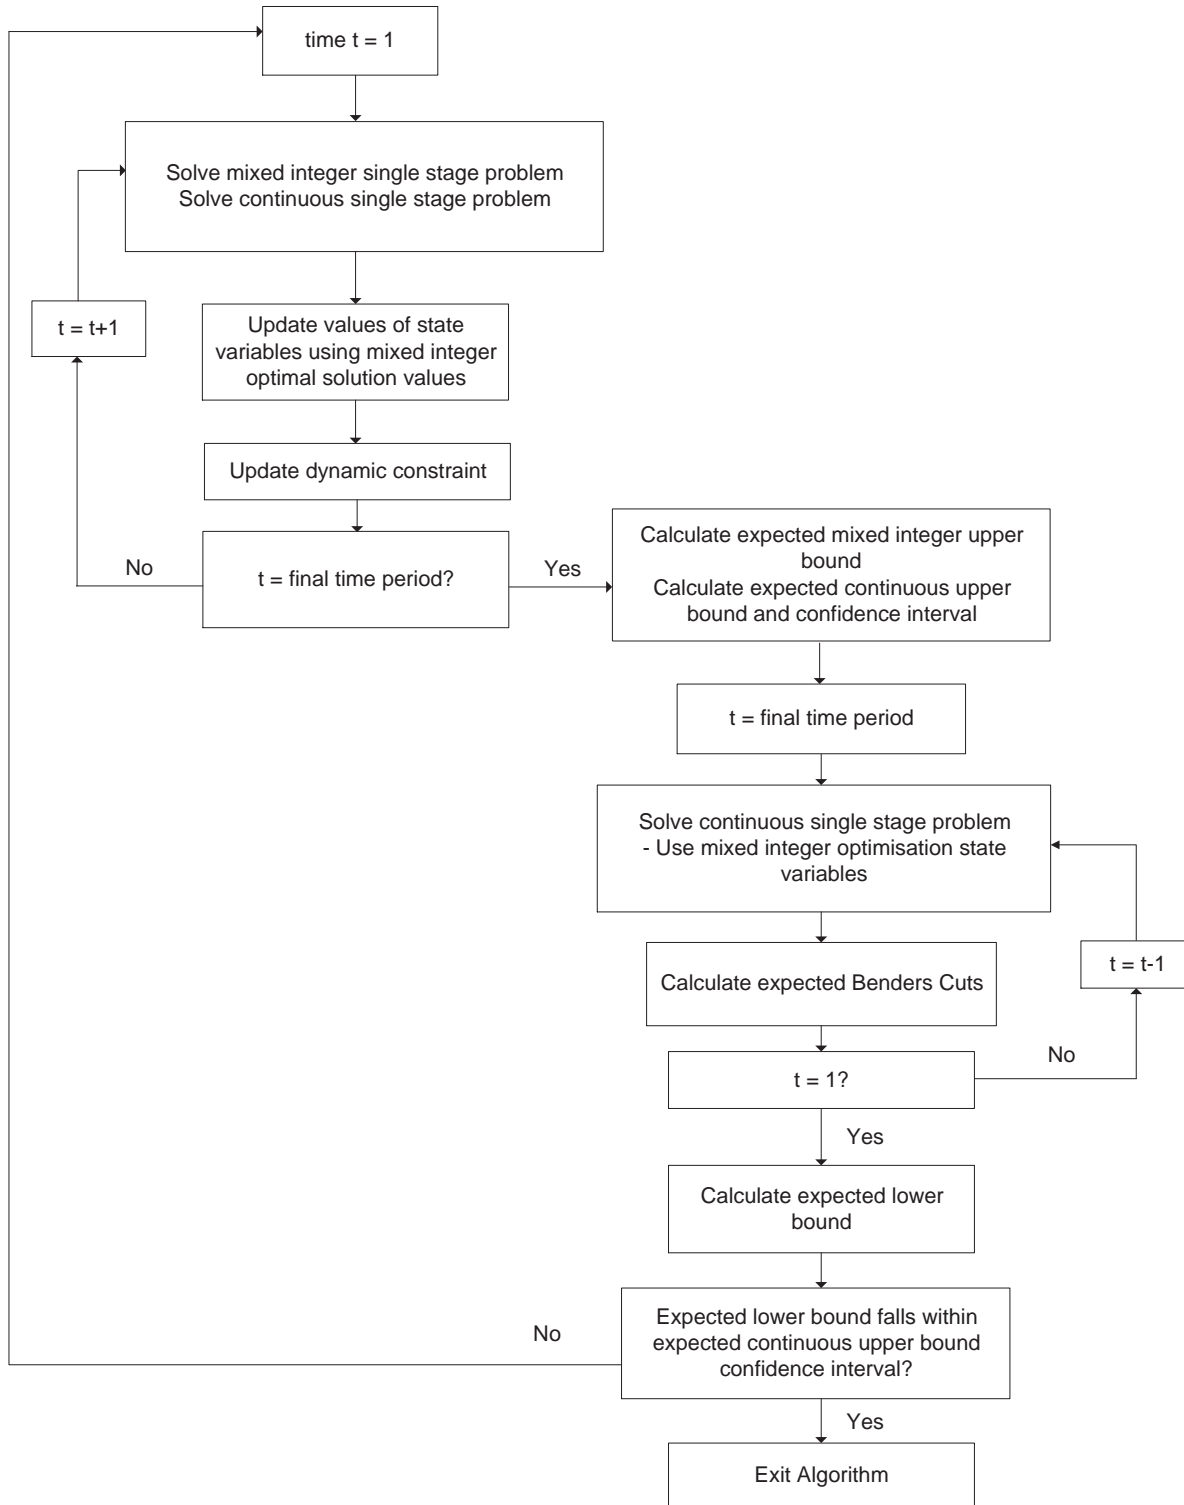 time t = 1
Solve mixed integer single stage problem
Solve continuous single stage problem
t = t+1
Update values of state
variables using mixed integer
optimal solution values
Update dynamic constraint
No
t = final time period?
Yes
Calculate expected mixed integer upper
bound
Calculate expected continuous upper
bound and confidence interval
t = final time period
Solve continuous single stage problem
- Use mixed integer optimisation state
variables
t = t-1
Calculate expected Benders Cuts
No
t = 1?
Yes
Calculate expected lower
bound
No
Expected lower bound falls within
expected continuous upper bound
confidence interval?
Yes
Exit Algorithm